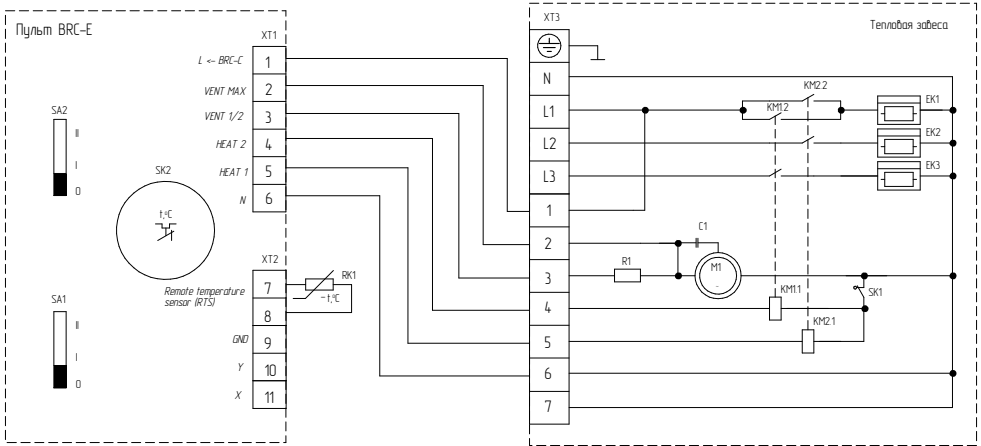 Пульт BRC-E
XT1
L <- BRC-C 1
VENT MAX 2
VENT 1/2 3
HEAT 2 4
HEAT 1 5
N 6
SA2
II
I
0
SK2
t,°C
XT2
7
Remote temperature
sensor (RTS)
8
GND 9
Y 10
X 11
RK1
-t,°C
SA1
II
I
0
XT3
Тепловая завеса
N
L1
L2
L3
1
2
3
4
5
6
7
KM2.2
KM1.2
EK1
EK2
EK3
C1
R1
M1
~
SK1
KM1.1
KM2.1